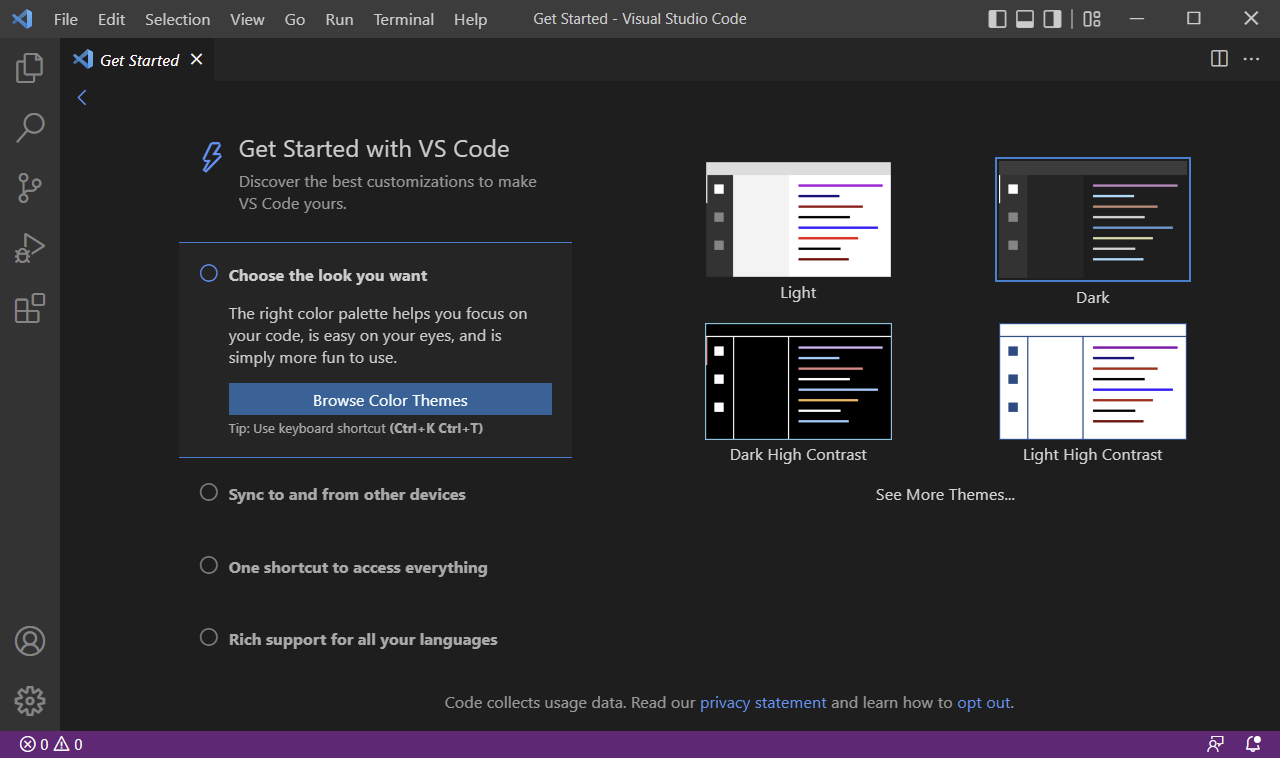 File Edit Selection View Go Run Terminal Help Get Started - Visual Studio Code
Get Started
Get Started with VS Code
Discover the best customizations to make
VS Code yours.
Choose the look you want
The right color palette helps you focus on
your code, is easy on your eyes, and is
simply more fun to use.
Browse Color Themes
Tip: Use keyboard shortcut (Ctrl+K Ctrl+T)
Sync to and from other devices
One shortcut to access everything
Rich support for all your languages
Light
Dark
Dark High Contrast
Light High Contrast
See More Themes...
Code collects usage data. Read our privacy statement and learn how to opt out.
0 0